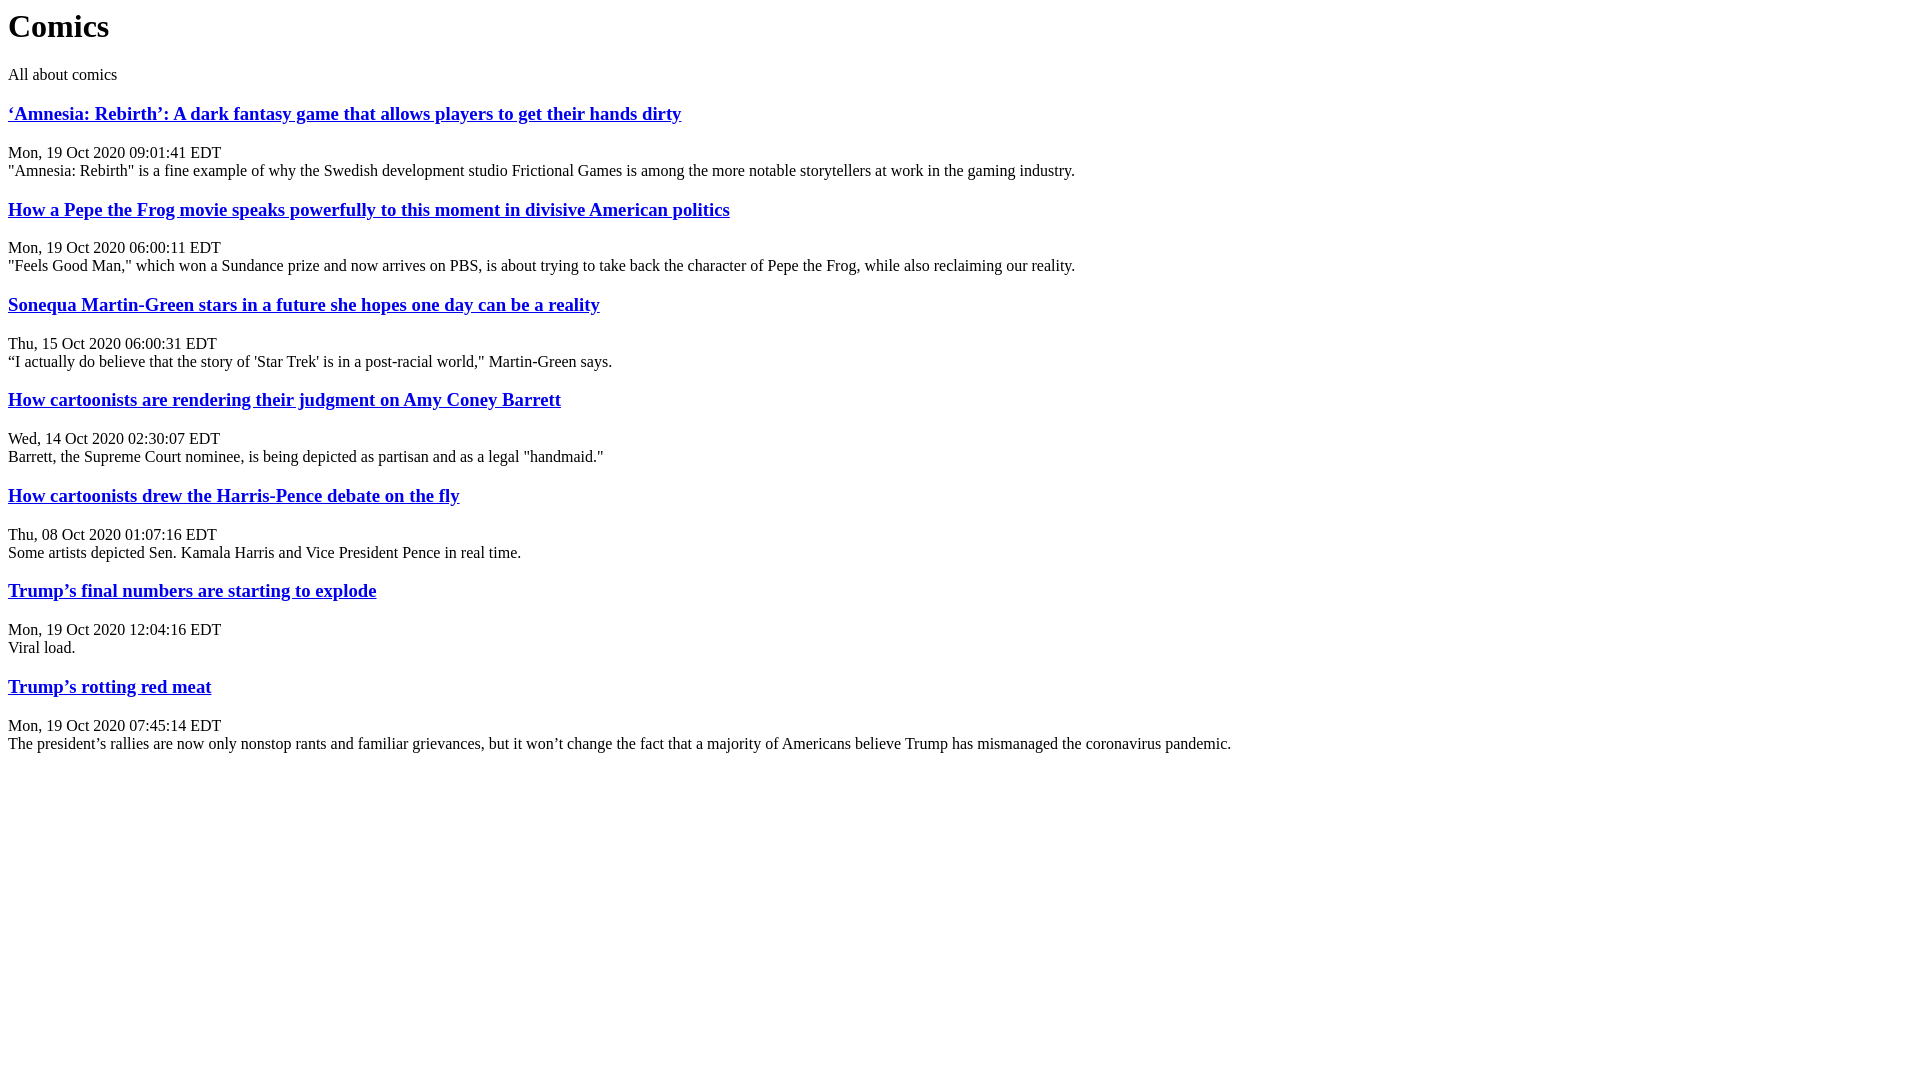 Comics
All about comics
‘Amnesia: Rebirth’: A dark fantasy game that allows players to get their hands dirty
Mon, 19 Oct 2020 09:01:41 EDT
"Amnesia: Rebirth" is a fine example of why the Swedish development studio Frictional Games is among the more notable storytellers at work in the gaming industry.
How a Pepe the Frog movie speaks powerfully to this moment in divisive American politics
Mon, 19 Oct 2020 06:00:11 EDT
"Feels Good Man," which won a Sundance prize and now arrives on PBS, is about trying to take back the character of Pepe the Frog, while also reclaiming our reality.
Sonequa Martin-Green stars in a future she hopes one day can be a reality
Thu, 15 Oct 2020 06:00:31 EDT
“I actually do believe that the story of 'Star Trek' is in a post-racial world," Martin-Green says.
How cartoonists are rendering their judgment on Amy Coney Barrett
Wed, 14 Oct 2020 02:30:07 EDT
Barrett, the Supreme Court nominee, is being depicted as partisan and as a legal "handmaid."
How cartoonists drew the Harris-Pence debate on the fly
Thu, 08 Oct 2020 01:07:16 EDT
Some artists depicted Sen. Kamala Harris and Vice President Pence in real time.
Trump’s final numbers are starting to explode
Mon, 19 Oct 2020 12:04:16 EDT
Viral load.
Trump’s rotting red meat
Mon, 19 Oct 2020 07:45:14 EDT
The president’s rallies are now only nonstop rants and familiar grievances, but it won’t change the fact that a majority of Americans believe Trump has mismanaged the coronavirus pandemic.